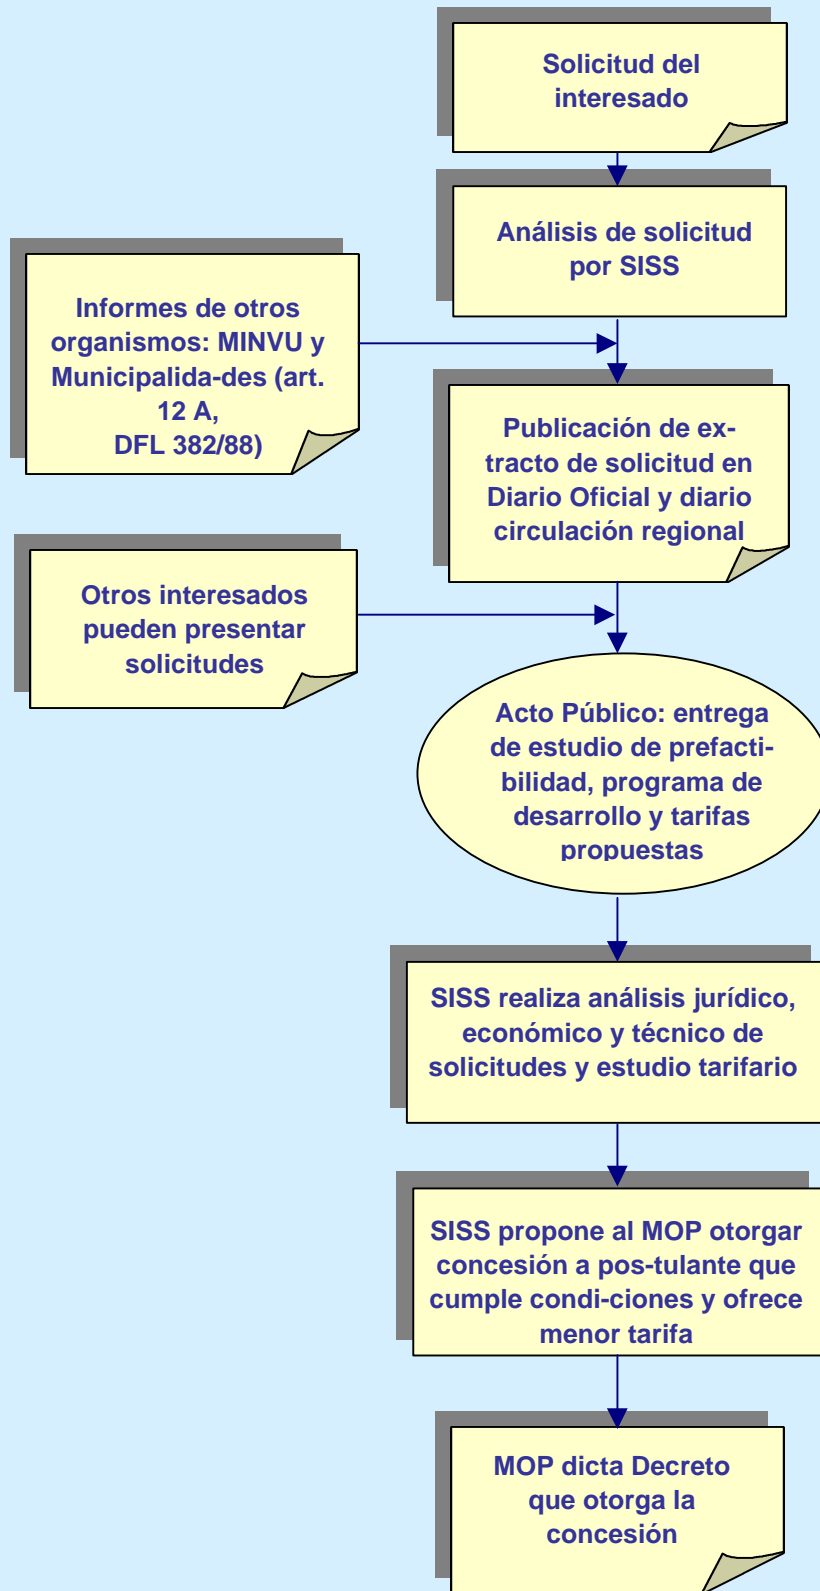 Solicitud del
interesado
Análisis de solicitud
por SISS
Informes de otros
organismos: MINVU y
Municipalida-des (art.
12 A,
DFL 382/88)
Publicación de ex-
tracto de solicitud en
Diario Oficial y diario
circulación regional
Otros interesados
pueden presentar
solicitudes
Acto Público: entrega
de estudio de prefacti-
bilidad, programa de
desarrollo y tarifas
propuestas
SISS realiza análisis jurídico,
económico y técnico de
solicitudes y estudio tarifario
SISS propone al MOP otorgar
concesión a pos-tulante que
cumple condi-ciones y ofrece
menor tarifa
MOP dicta Decreto
que otorga la
concesión